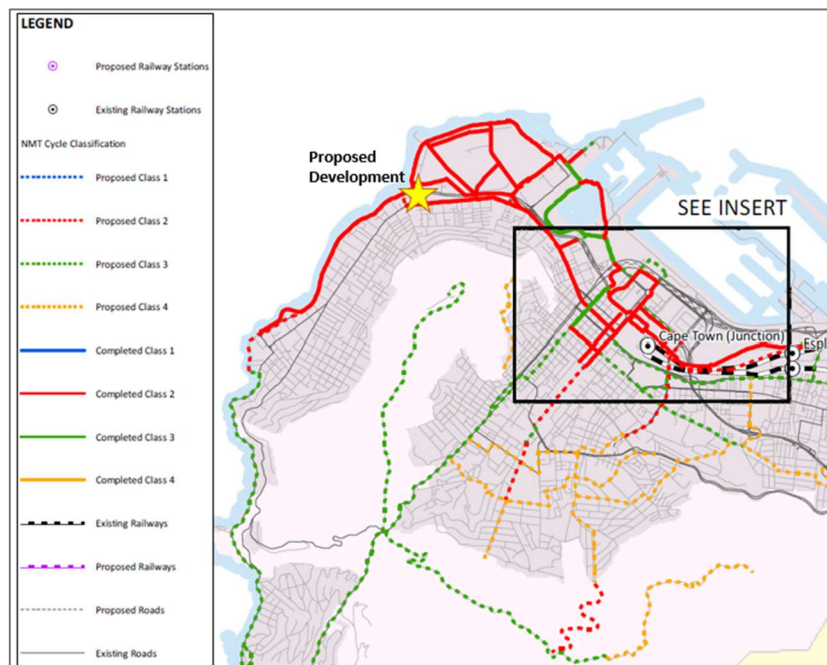 LEGEND
Proposed Railway Stations
Existing Railway Stations
NMT Cycle Classification
Proposed Class 1
Proposed Class 2
Proposed Class 3
Proposed Class 4
Completed Class 1
Completed Class 2
Completed Class 3
Completed Class 4
Existing Railways
Proposed Railways
Proposed Roads
Existing Roads
Proposed
Development
SEE INSERT
Cape Town (Junction)
Espl